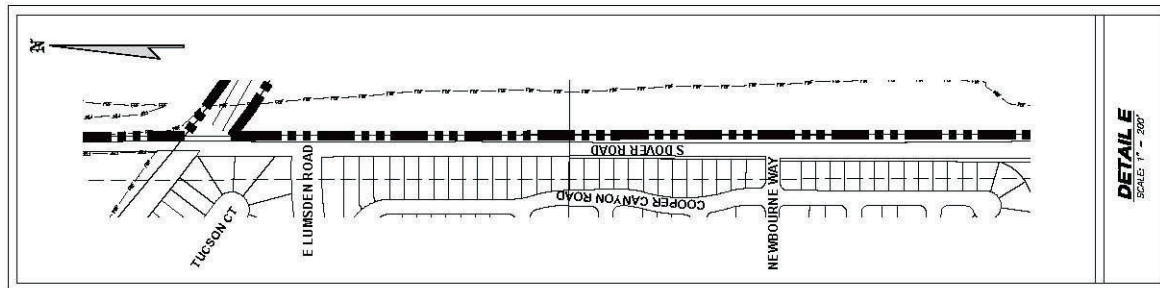 N
S DOVER ROAD
E LUMSDEN ROAD
TUCSON CT
COOPER CANYON ROAD
NEWBOURNE WAY
DETAIL E
SCALE: 1" = 200'